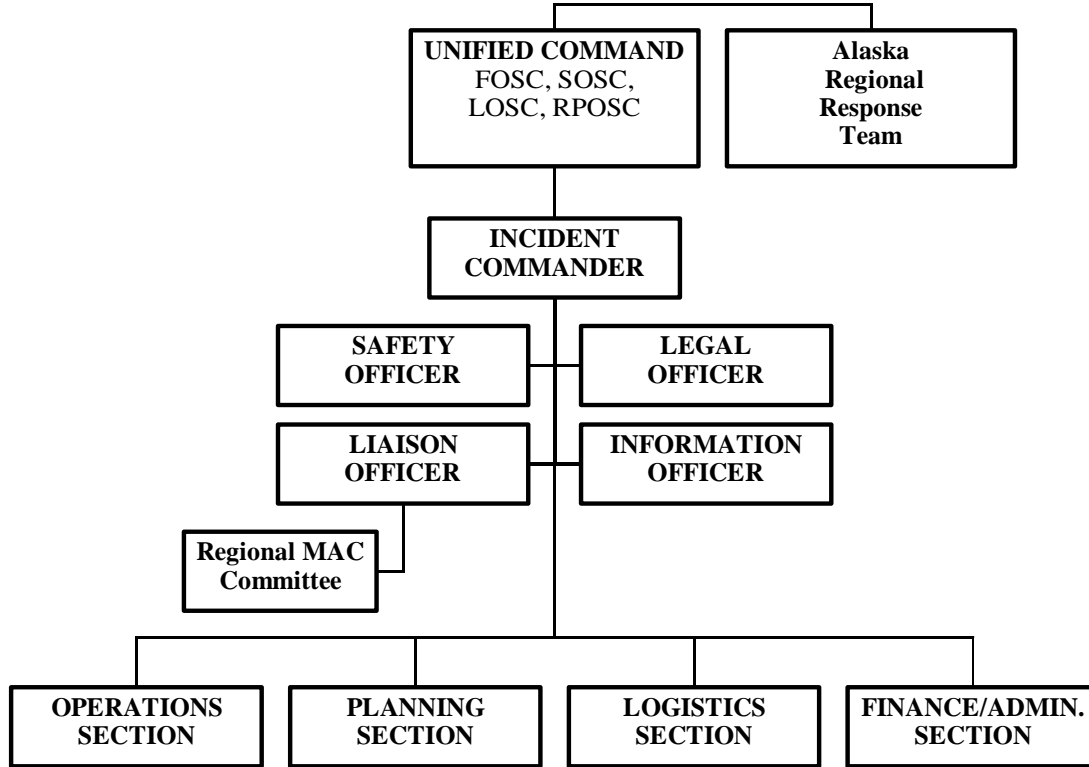 UNIFIED COMMAND
FOSC, SOSC,
LOSC, RPOSC
Alaska
Regional
Response
Team
INCIDENT
COMMANDER
SAFETY
OFFICER
LEGAL
OFFICER
LIAISON
OFFICER
INFORMATION
OFFICER
Regional MAC
Committee
OPERATIONS
SECTION
PLANNING
SECTION
LOGISTICS
SECTION
FINANCE/ADMIN.
SECTION